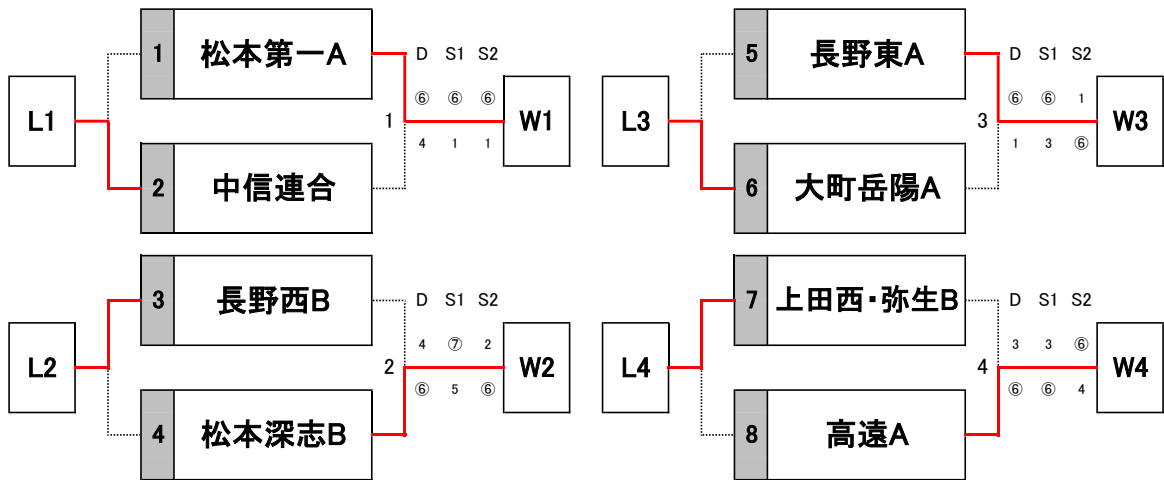 1 松本第一A D S1 S2
L1 1 ⑥ ⑥ ⑥ W1
4 1 1
2 中信連合
3 長野西B D S1 S2
L2 2 4 ⑦ 2 W2
⑥ 5 ⑥
4 松本深志B
5 長野東A D S1 S2
L3 3 ⑥ ⑥ 1 W3
1 3 ⑥
6 大町岳陽A
7 上田西・弥生B D S1 S2
L4 4 3 3 ⑥ W4
⑥ ⑥ 4
8 高遠A